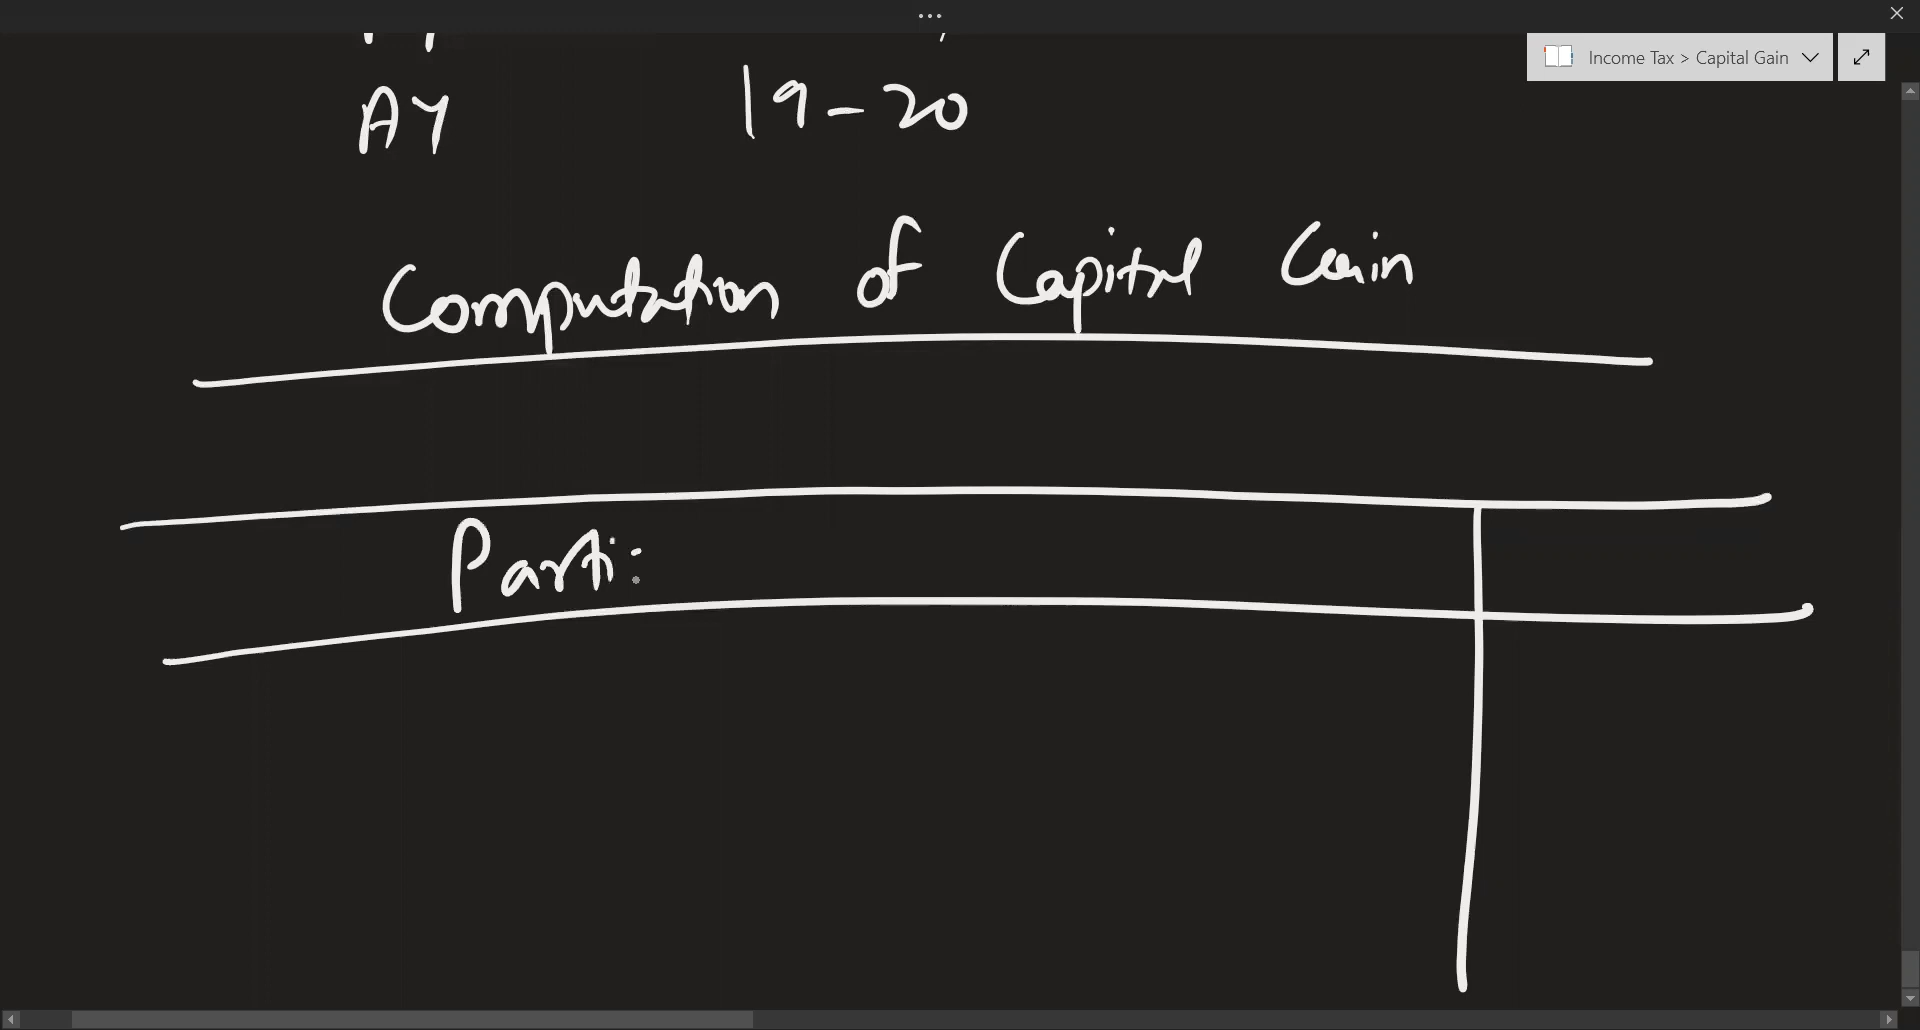 Income Tax > Capital Gain
AY 19-20
Computation of Capital Gain
Parti: